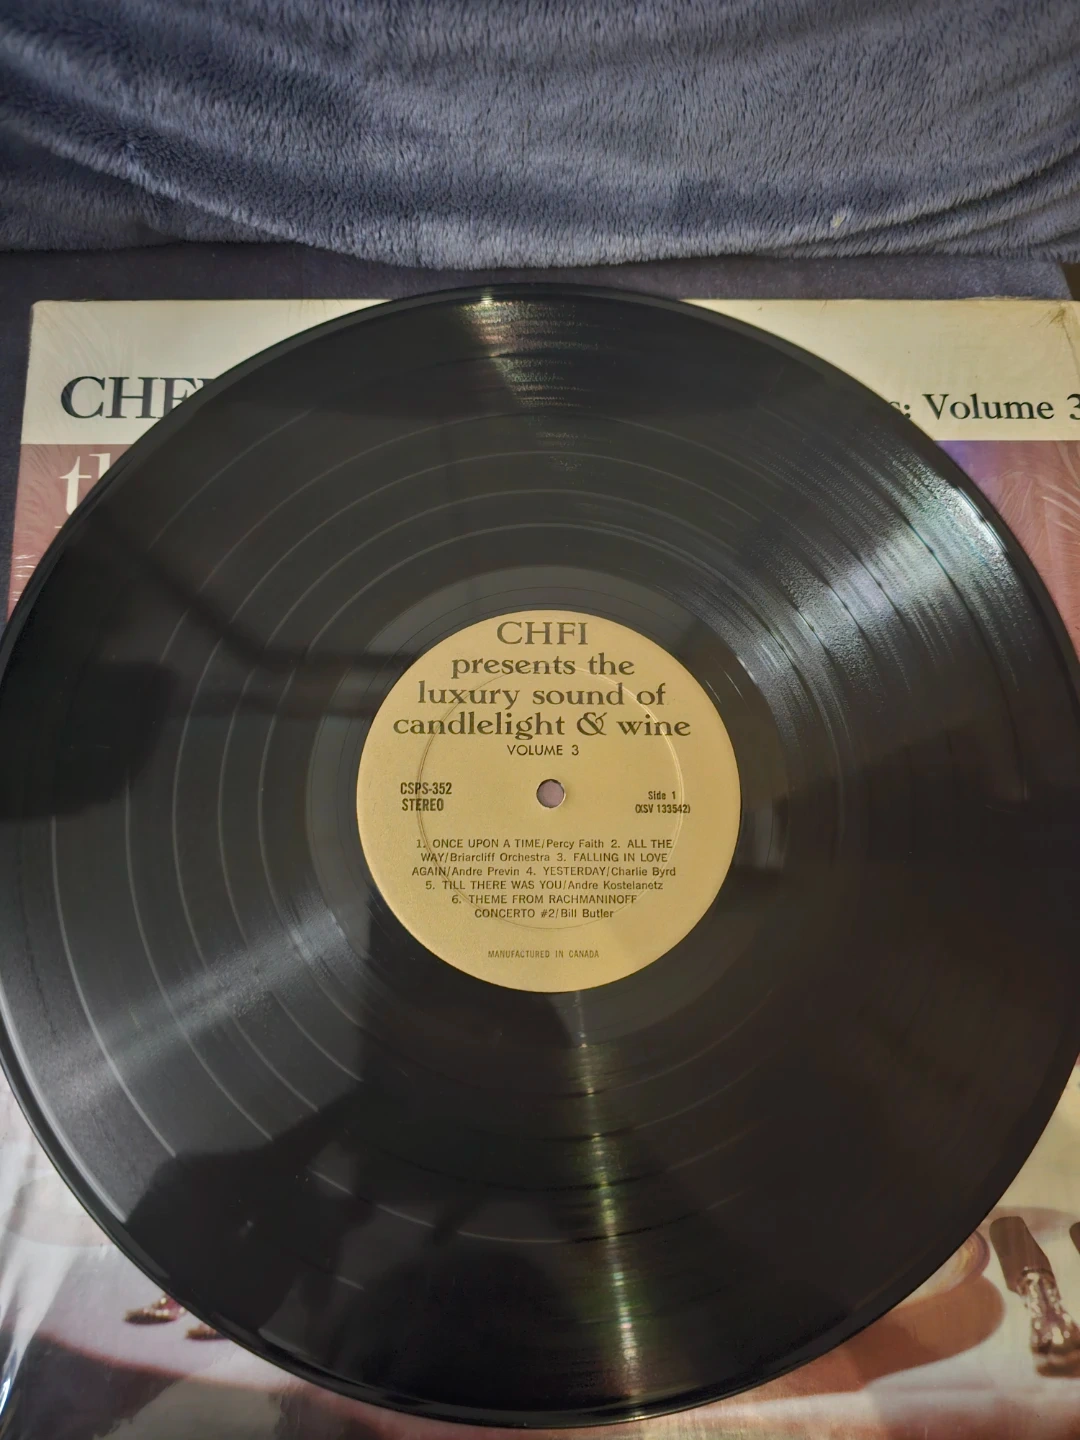 CHF
: Volume 3
CHFI
presents the
luxury sound of
candlelight & wine
VOLUME 3
CSPS-352
STEREO
Side 1
(XSV 133542)
1. ONCE UPON A TIME/Percy Faith 2. ALL THE
WAY/Briarcliff Orchestra 3. FALLING IN LOVE
AGAIN/Andre Previn 4. YESTERDAY/Charlie Byrd
5. TILL THERE WAS YOU/Andre Kostelanetz
6. THEME FROM RACHMANINOFF
CONCERTO #2/Bill Butler
MANUFACTURED IN CANADA